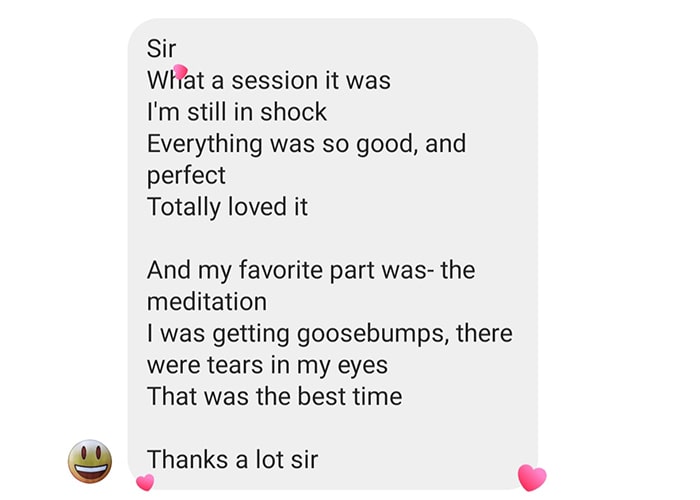 Sir
What a session it was
I'm still in shock
Everything was so good, and
perfect
Totally loved it
And my favorite part was- the
meditation
I was getting goosebumps, there
were tears in my eyes
That was the best time
Thanks a lot sir